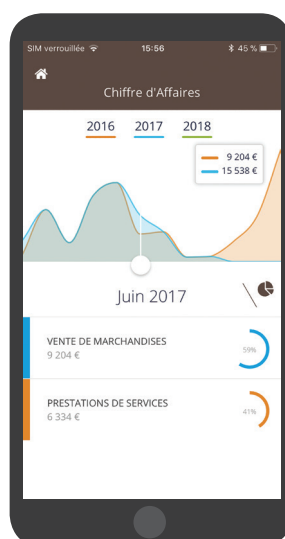 SIM verrouillée 15:56 45 %
Chiffre d'Affaires
2016 2017 2018
9 204 €
15 538 €
Juin 2017
VENTE DE MARCHANDISES
9 204 €
59%
PRESTATIONS DE SERVICES
6 334 €
41%